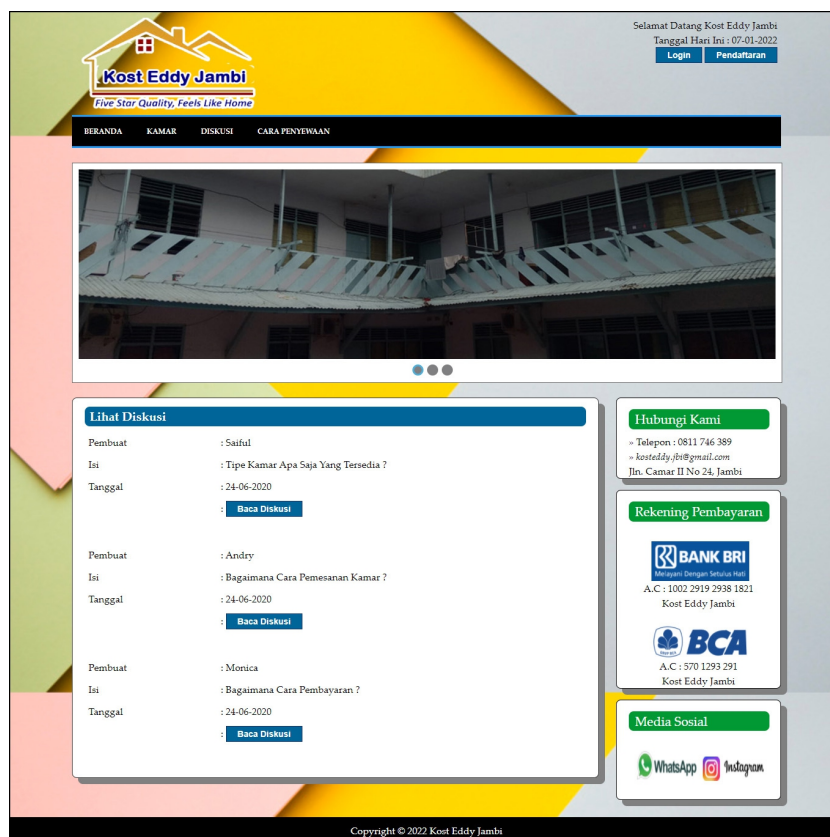 Kost Eddy Jambi
Five Star Quality, Feels Like Home
Selamat Datang Kost Eddy Jambi
Tanggal Hari Ini : 07-01-2022
Login Pendaftaran
BERANDA KAMAR DISKUSI CARA PENYEWAAN
Lihat Diskusi
Pembuat : Saiful
Isi : Tipe Kamar Apa Saja Yang Tersedia ?
Tanggal : 24-06-2020
: Baca Diskusi
Pembuat : Andry
Isi : Bagaimana Cara Pemesanan Kamar ?
Tanggal : 24-06-2020
: Baca Diskusi
Pembuat : Monica
Isi : Bagaimana Cara Pembayaran ?
Tanggal : 24-06-2020
: Baca Diskusi
Hubungi Kami
» Telepon : 0811 746 389
» kosteddy.jbi@gmail.com
Jln. Camar II No 24, Jambi
Rekening Pembayaran
BANK BRI
Melayani Dengan Setulus Hati
A.C : 1002 2919 2938 1821
Kost Eddy Jambi
BCA
A.C : 570 1293 291
Kost Eddy Jambi
Media Sosial
WhatsApp Instagram
Copyright © 2022 Kost Eddy Jambi